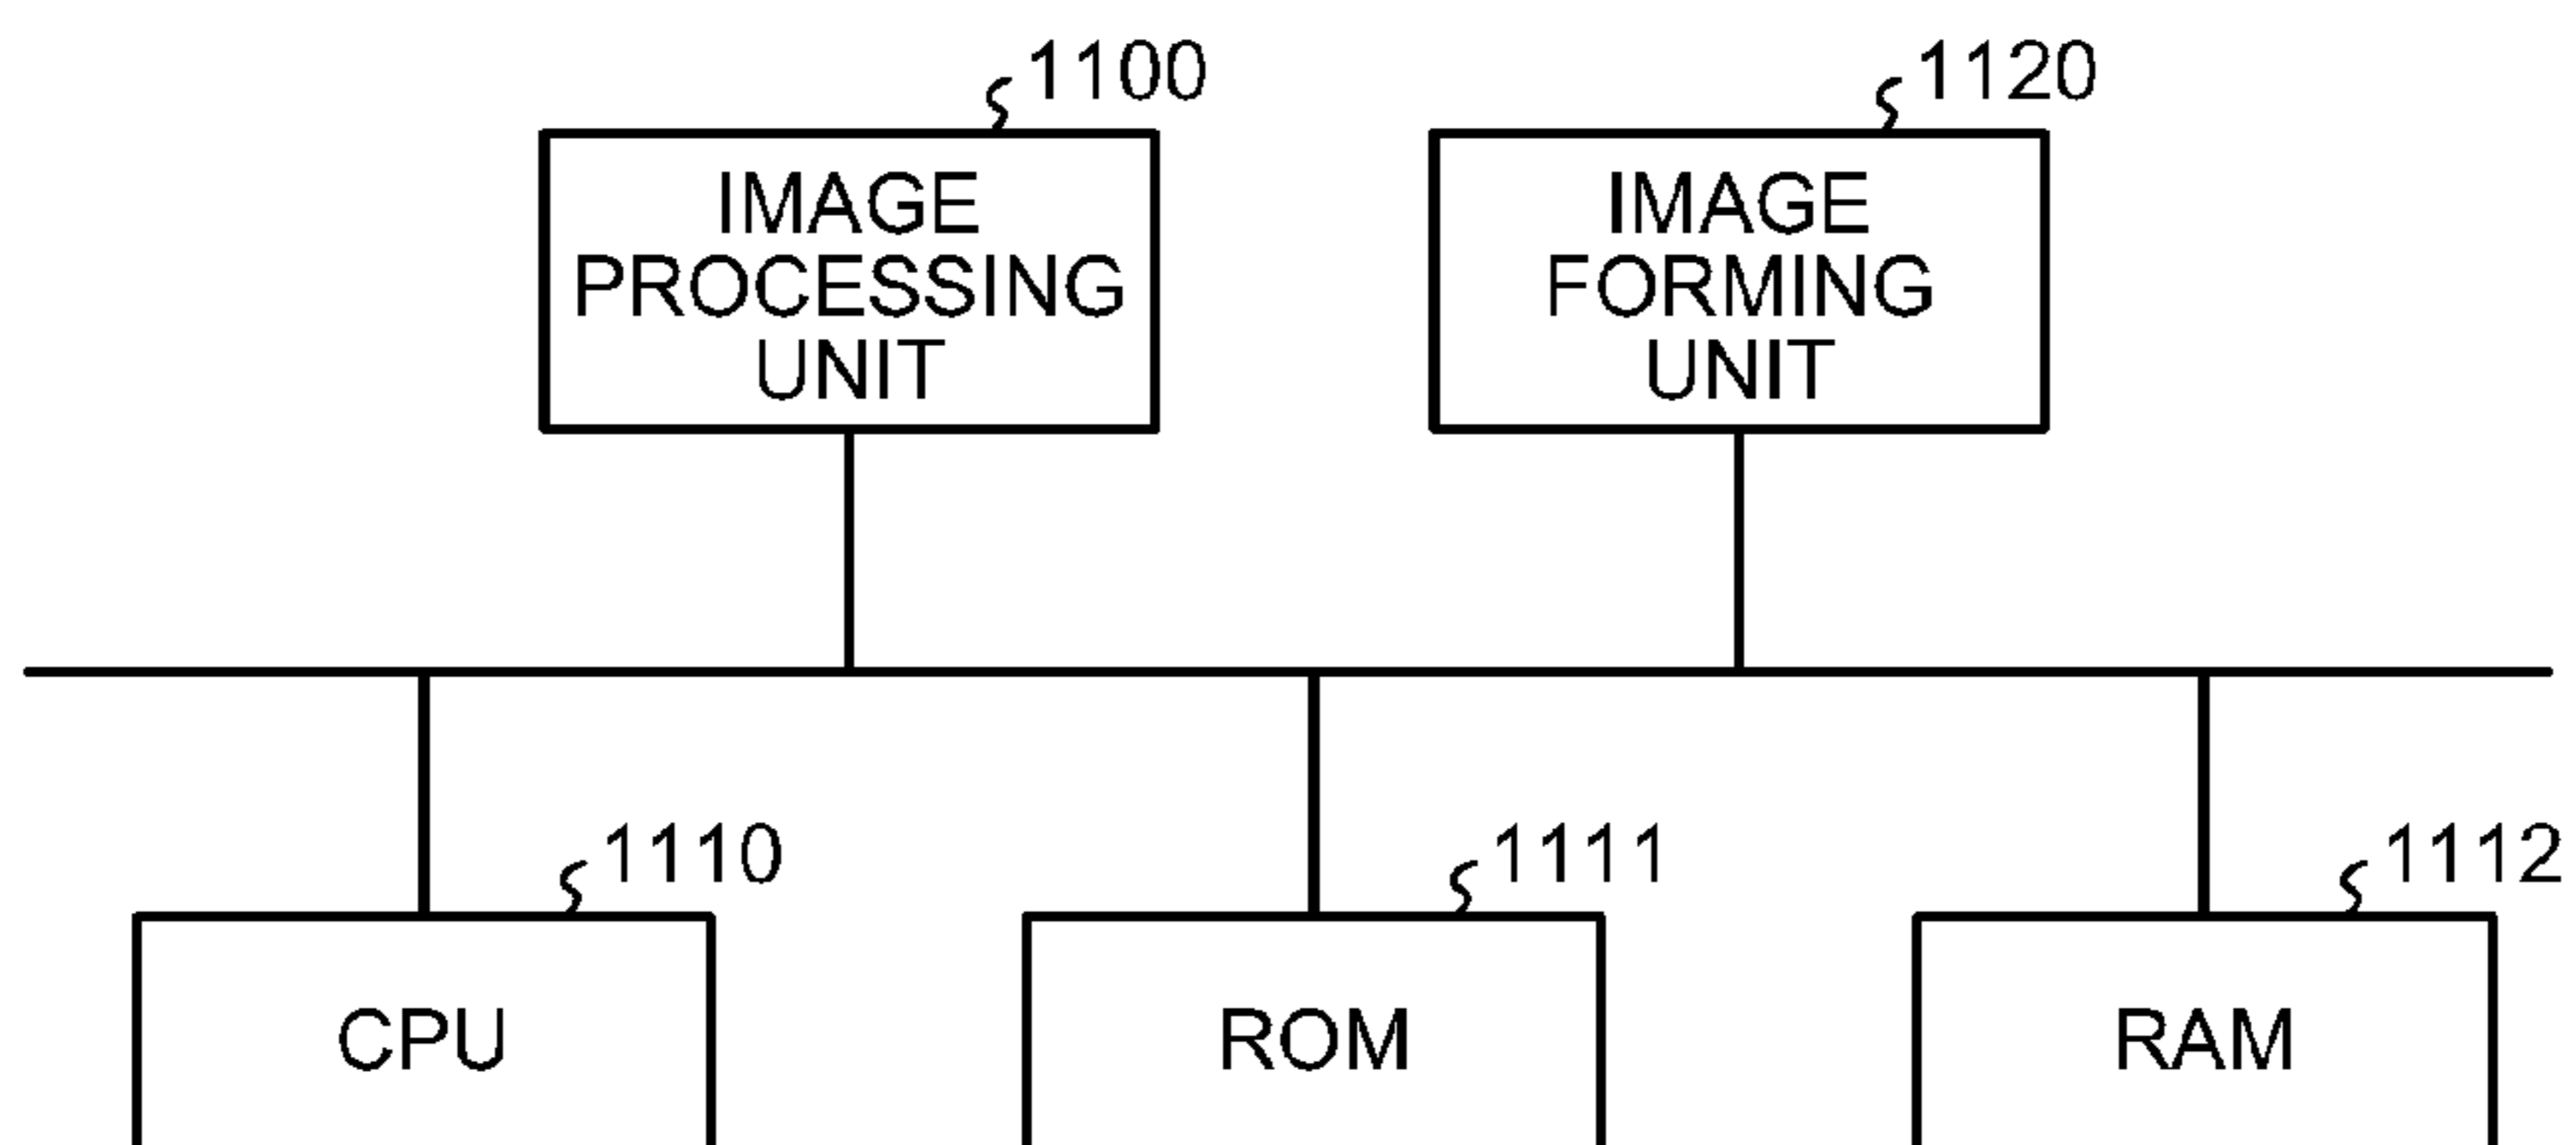 1100
1120
IMAGE
PROCESSING
UNIT
IMAGE
FORMING
UNIT
1110
1111
1112
CPU
ROM
RAM